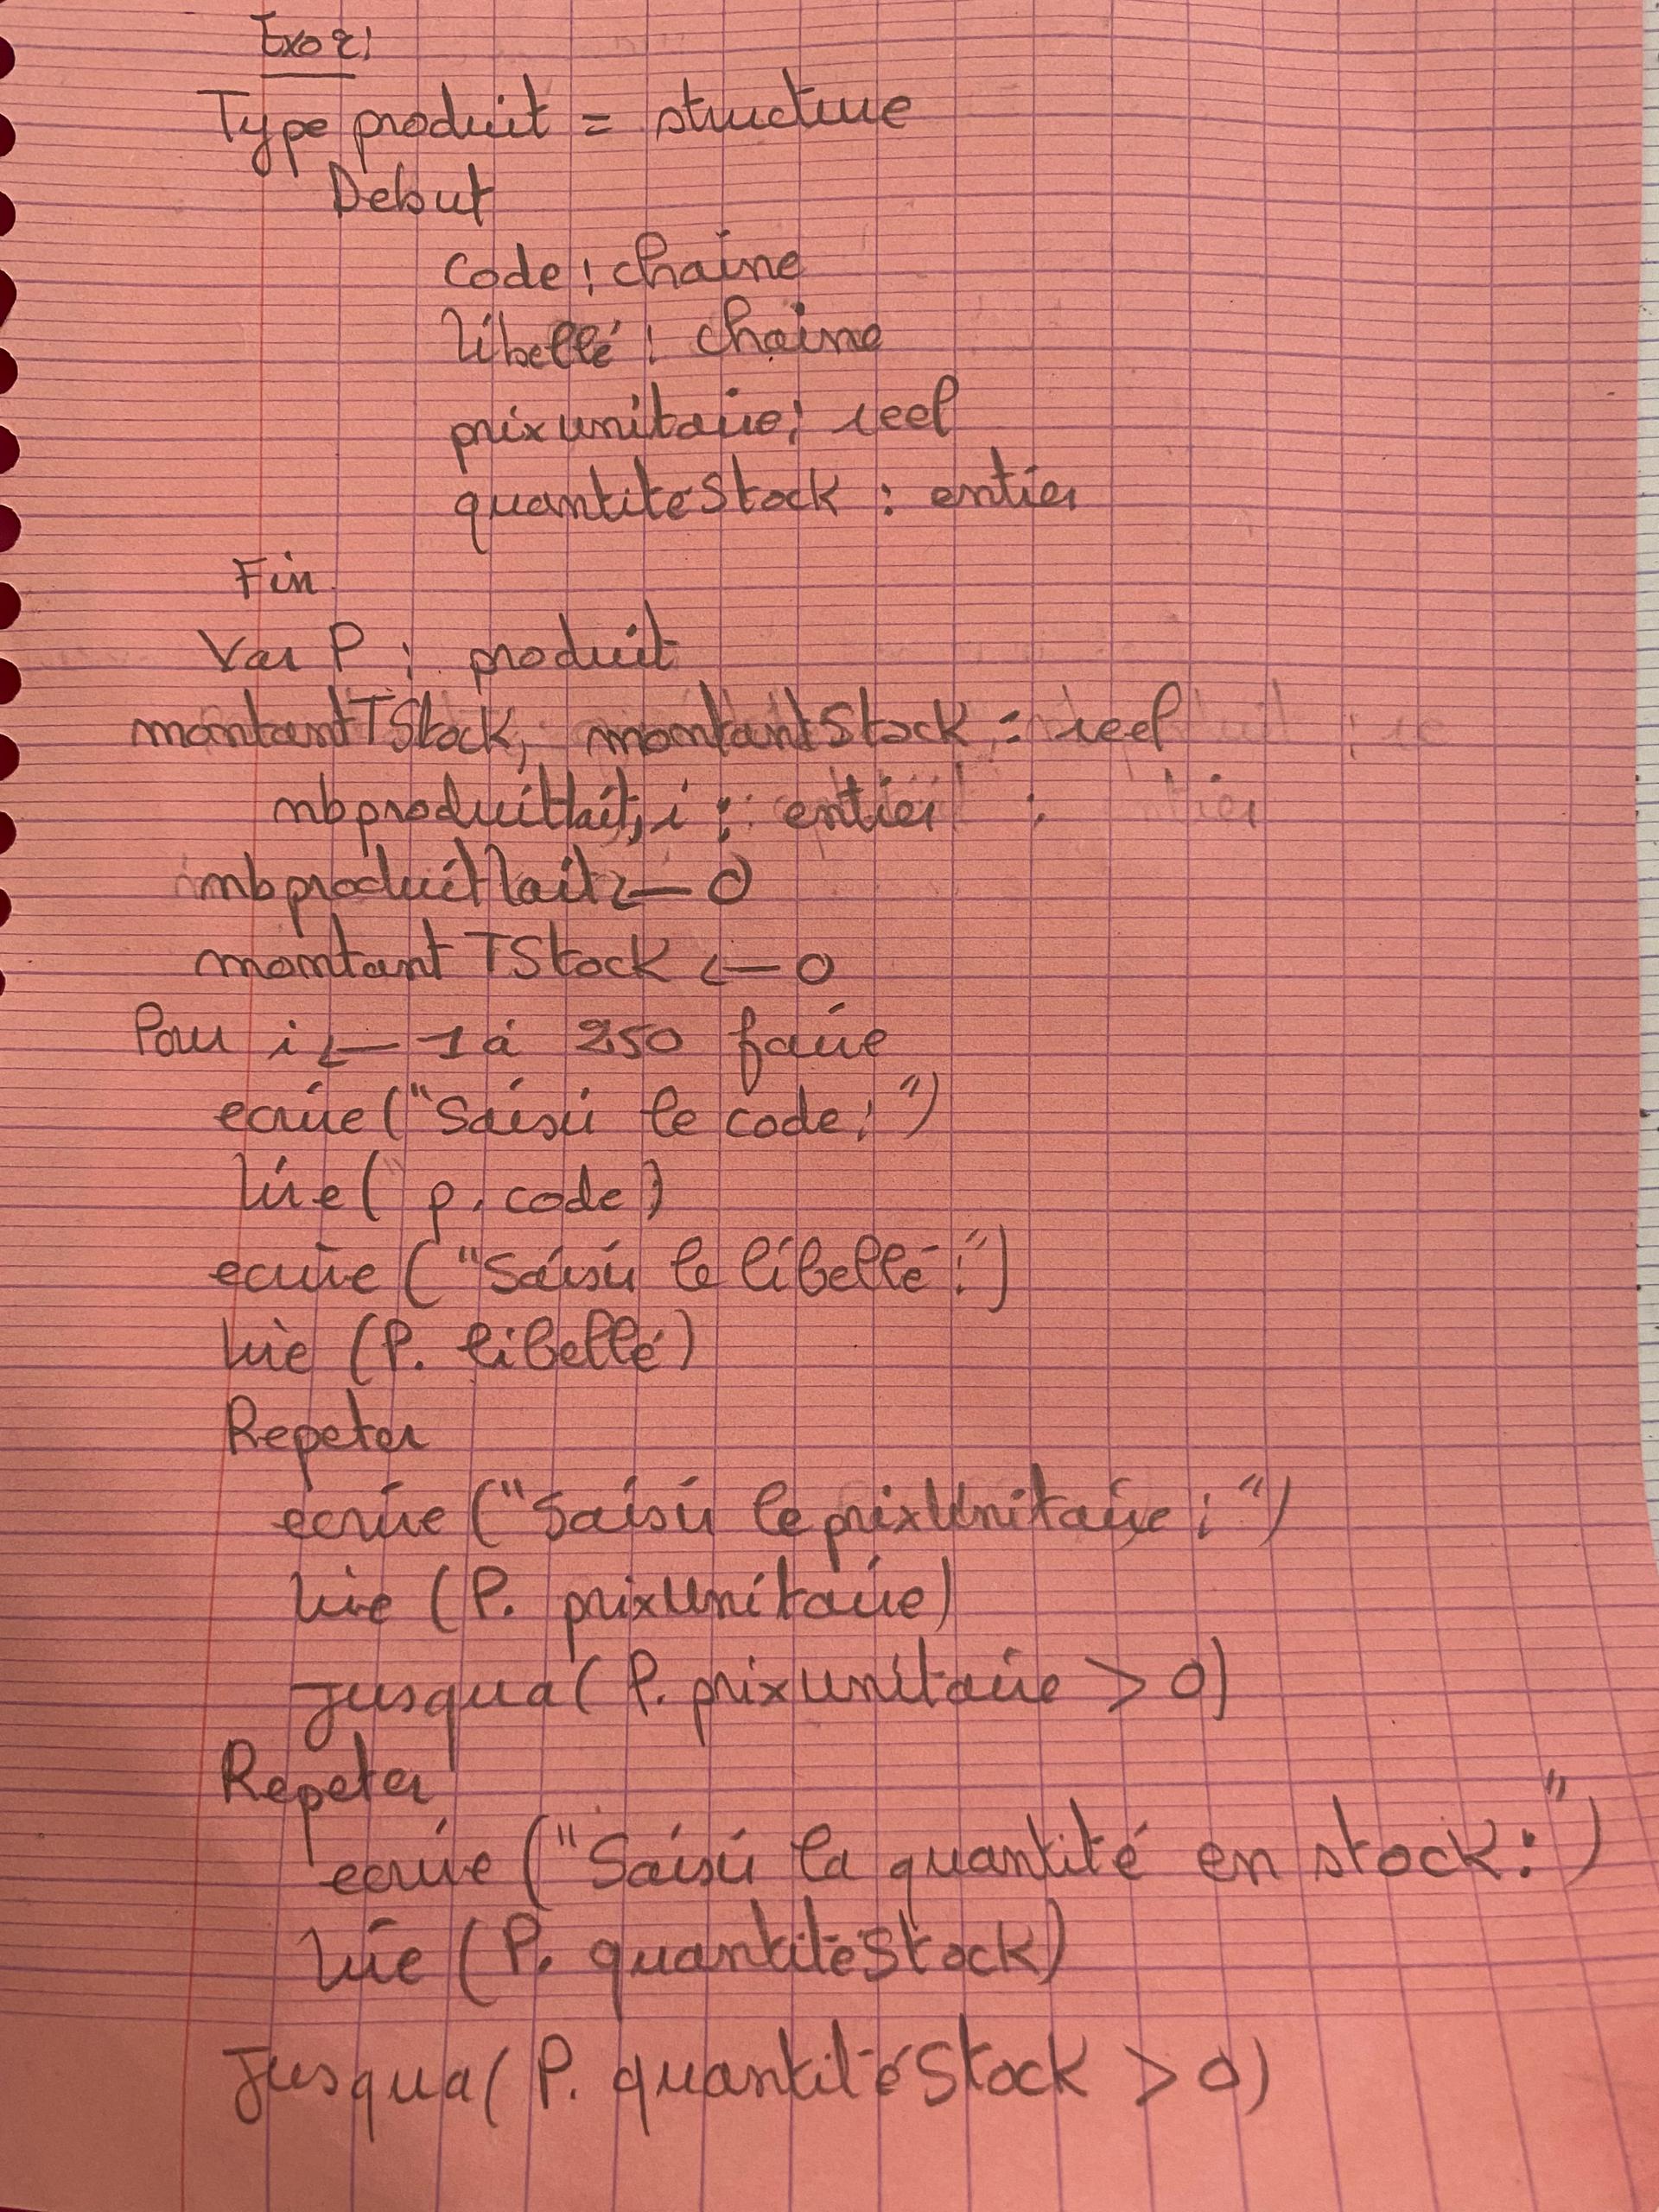 Exo 2:
Type produit = structure
Debut
Code : chaine
libellé : chaine
prixunitaire : reel
quantiteStock : entier
Fin
Var P : produit
montantTStock, montantStock : reel
nbproduitlait, i : entier
nbproduitlait ← 0
montantTStock ← 0
Pour i ← 1 à 250 faire
ecrire ("Saisir le code : ")
lire ( p. code )
ecrire ("Saisir le libellé : ")
lire (P. libellé)
Repeter
ecrire ("Saisir le prixUnitaire : ")
lire (P. prixUnitaire)
jusqua ( P. prixunitaire > 0)
Repeter
ecrire ("Saisir la quantité en stock : ")
lire (P. quantiteStock)
jusqua ( P. quantitéStock > 0)